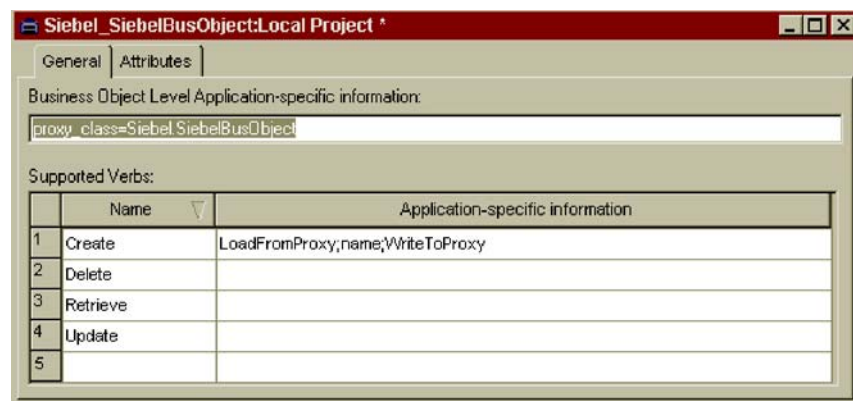 Siebel_SiebelBusObject:Local Project *
General Attributes
Business Object Level Application-specific information:
proxy_class=Siebel.SiebelBusObject
Supported Verbs:
Name Application-specific information
1 Create LoadFromProxy;name;WriteToProxy
2 Delete
3 Retrieve
4 Update
5